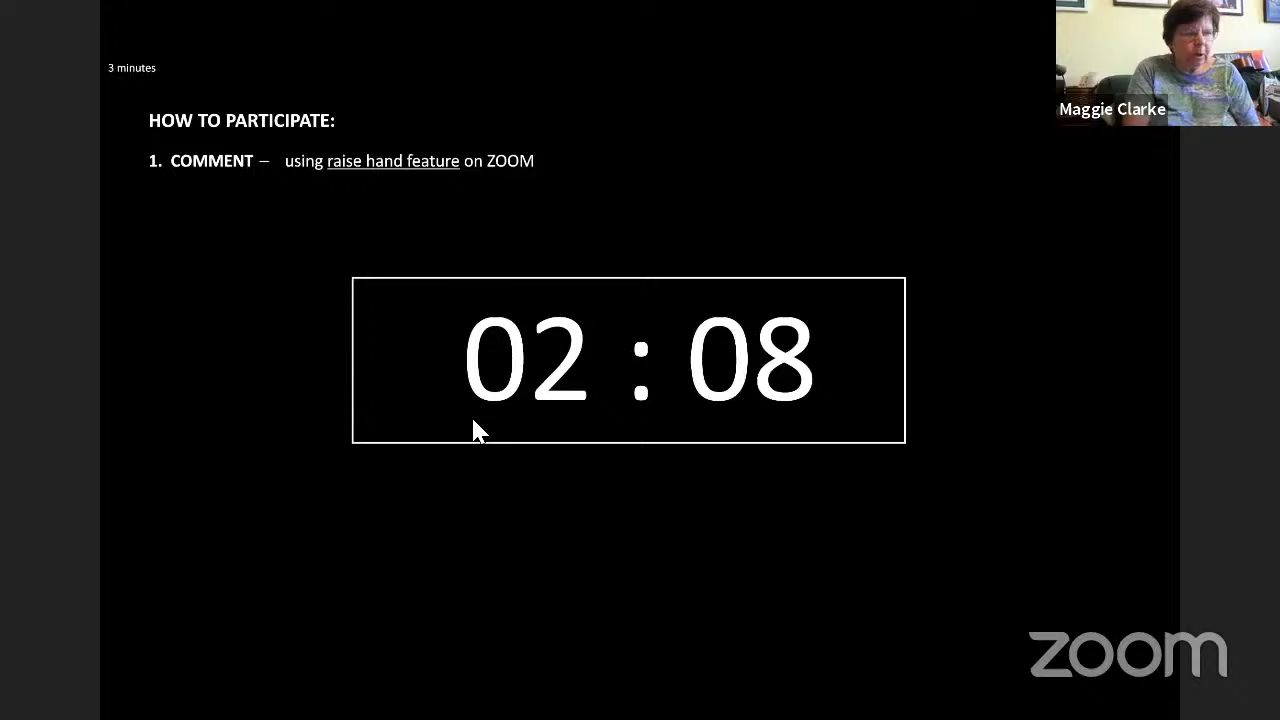 3 minutes
Maggie Clarke
HOW TO PARTICIPATE:
1. COMMENT – using raise hand feature on ZOOM
02 : 08
zoom